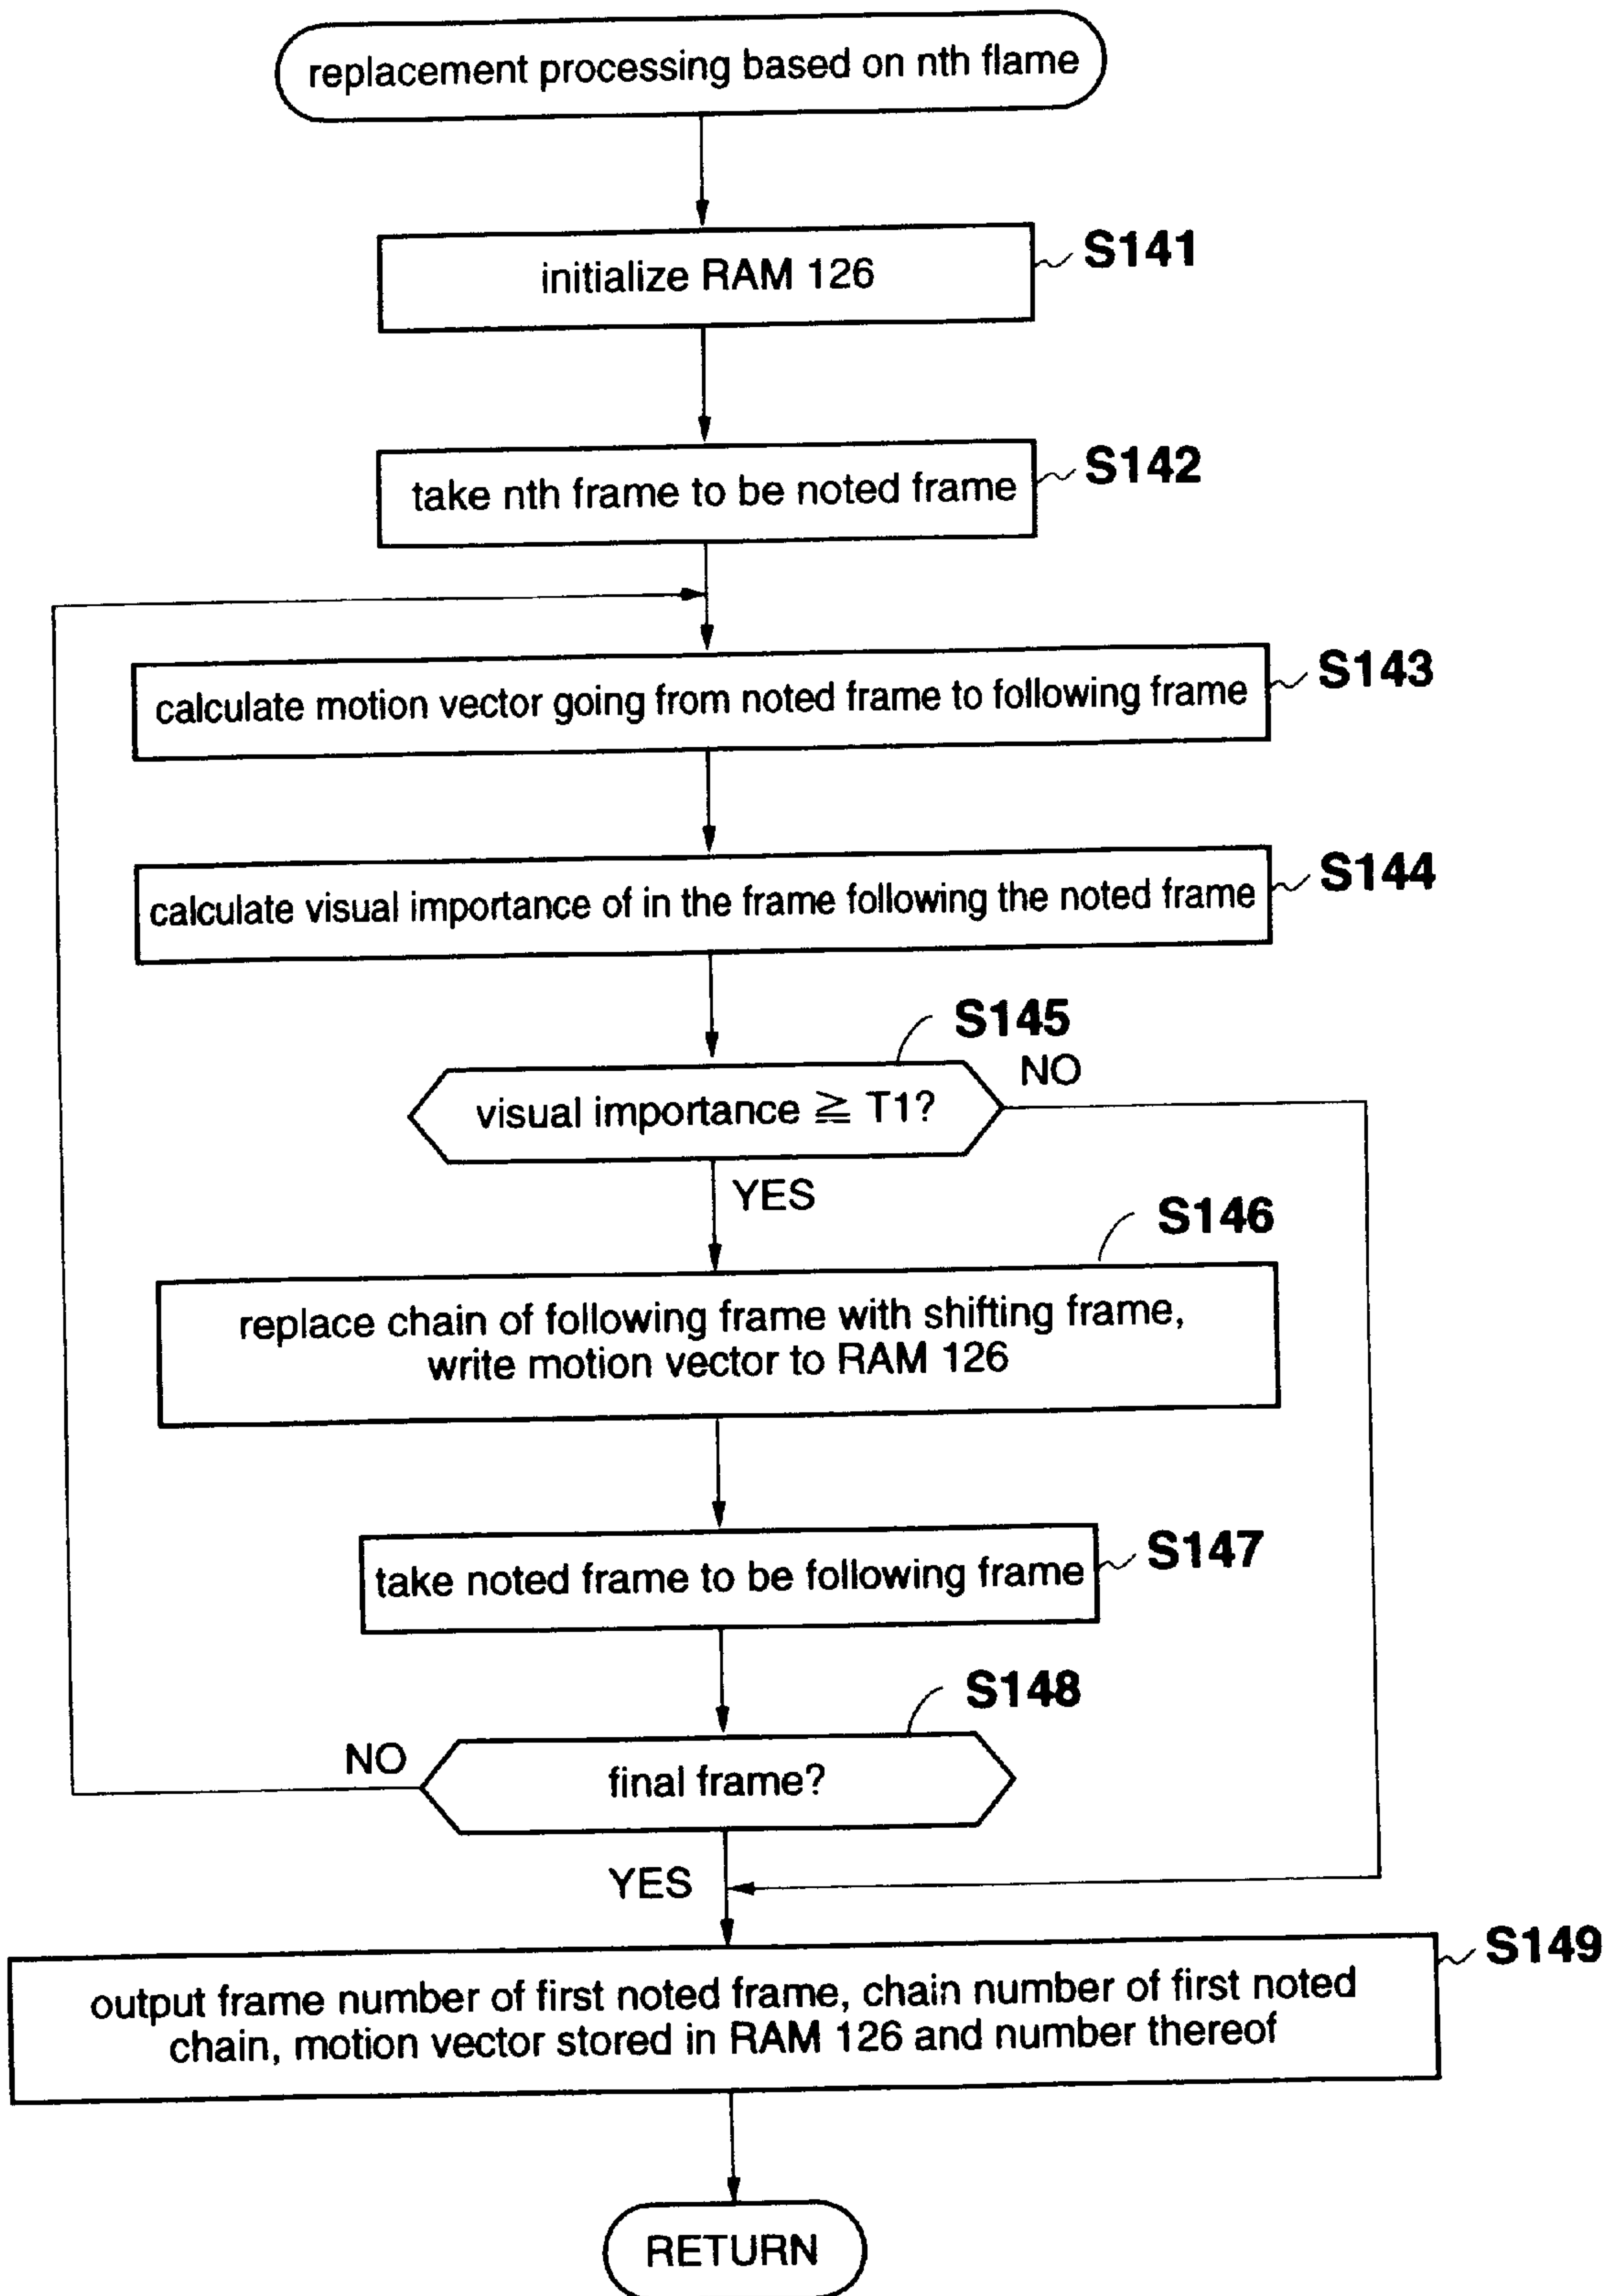 replacement processing based on nth flame
initialize RAM 126
S141
take nth frame to be noted frame
S142
calculate motion vector going from noted frame to following frame
S143
calculate visual importance of in the frame following the noted frame
S144
S145
visual importance ≧ T1?
NO
YES
S146
replace chain of following frame with shifting frame,
write motion vector to RAM 126
take noted frame to be following frame
S147
S148
NO
final frame?
YES
S149
output frame number of first noted frame, chain number of first noted
chain, motion vector stored in RAM 126 and number thereof
RETURN